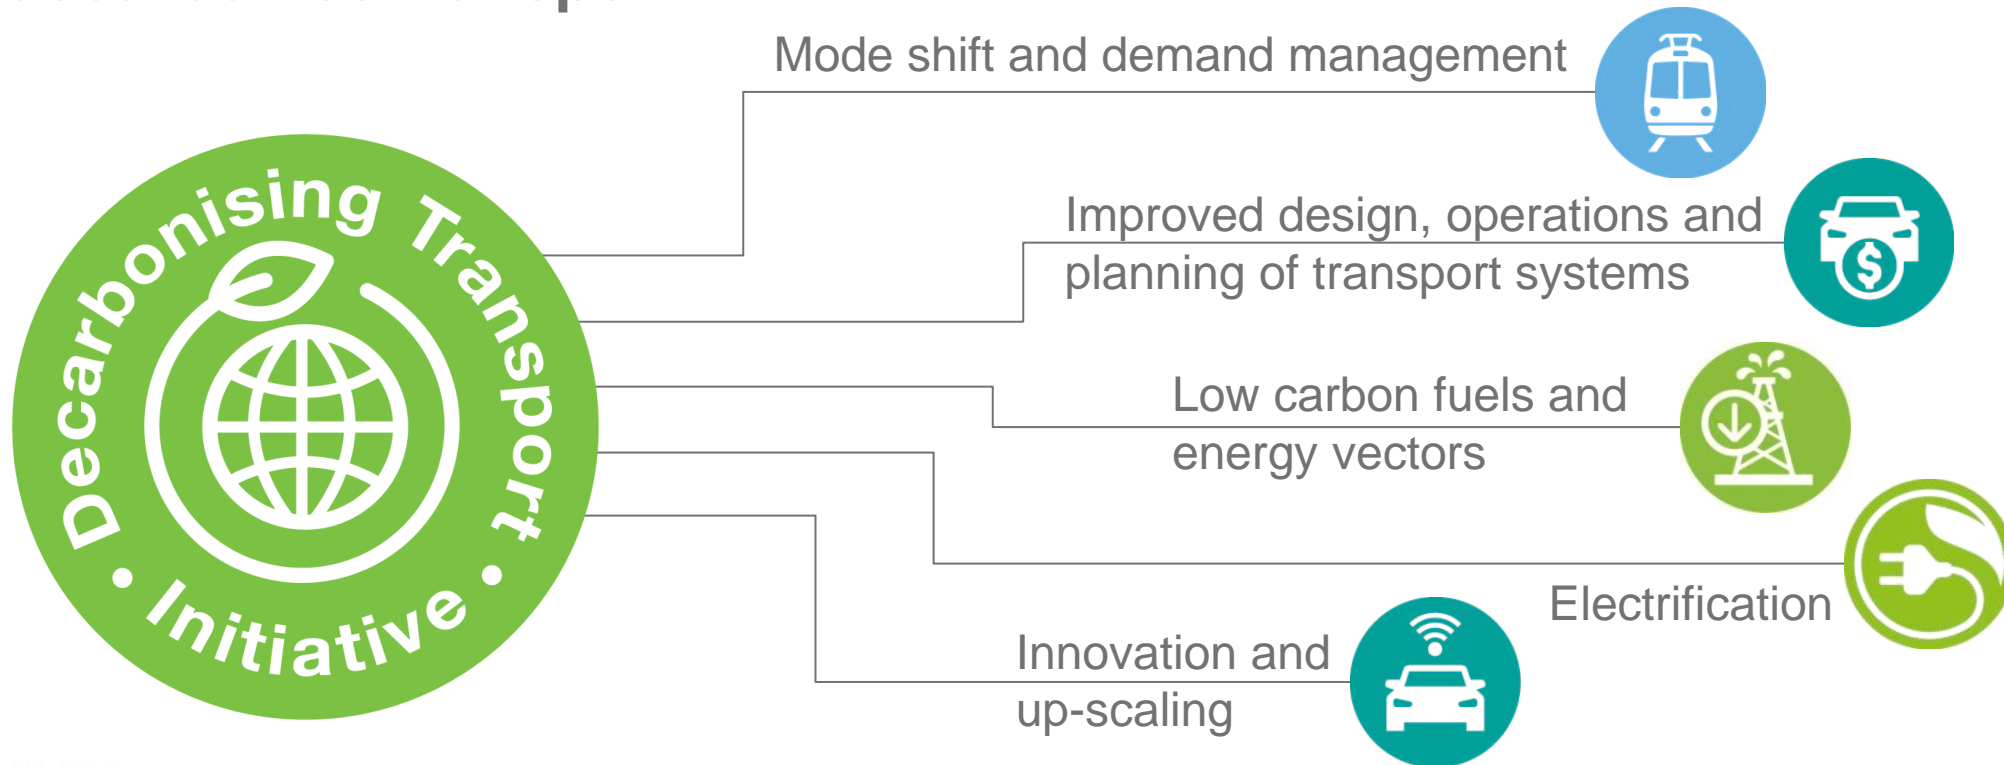 Decarbonising Transport
• Initiative •
Mode shift and demand management
Improved design, operations and
planning of transport systems
$
Low carbon fuels and
energy vectors
Electrification
Innovation and
up-scaling